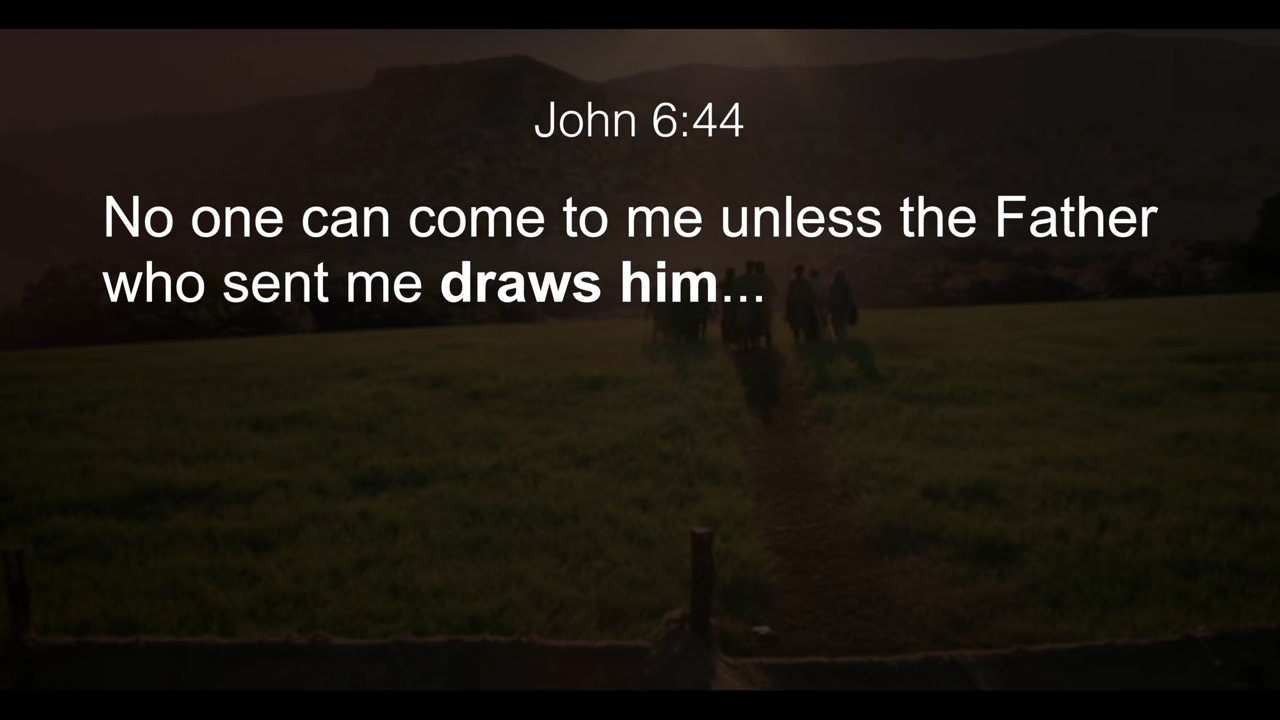 John 6:44
No one can come to me unless the Father
who sent me draws him...